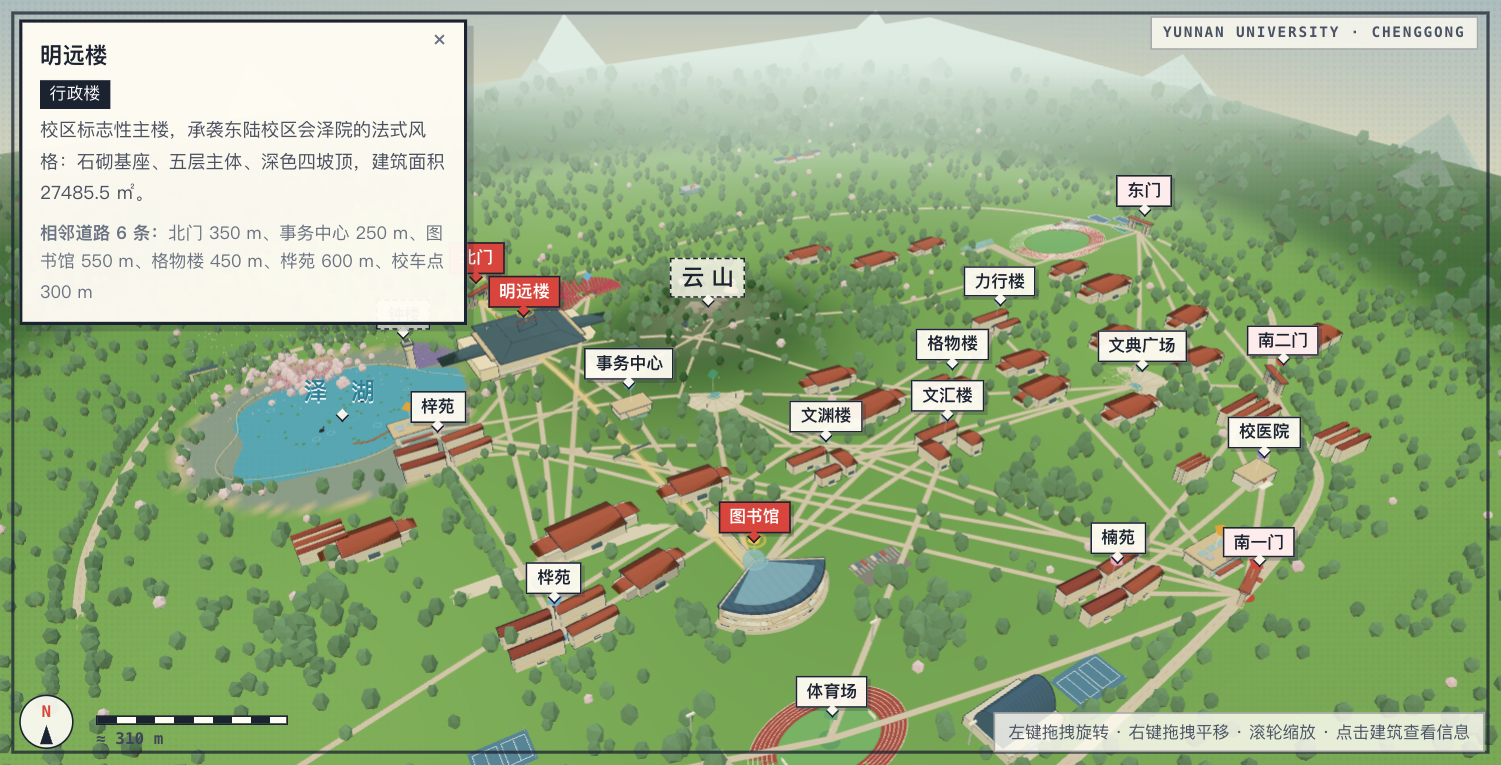 明远楼
×
行政楼
校区标志性主楼，承袭东陆校区会泽院的法式风
格：石砌基座、五层主体、深色四坡顶，建筑面积
27485.5 ㎡。
相邻道路 6 条：北门 350 m、事务中心 250 m、图
书馆 550 m、格物楼 450 m、桦苑 600 m、校车点
300 m
YUNNAN UNIVERSITY · CHENGGONG
东门
北门
云山
力行楼
明远楼
钟楼
南二门
格物楼
文典广场
事务中心
泽湖
文汇楼
梓苑
文渊楼
校医院
图书馆
楠苑
南一门
桦苑
体育场
N
≈ 310 m
左键拖拽旋转 · 右键拖拽平移 · 滚轮缩放 · 点击建筑查看信息